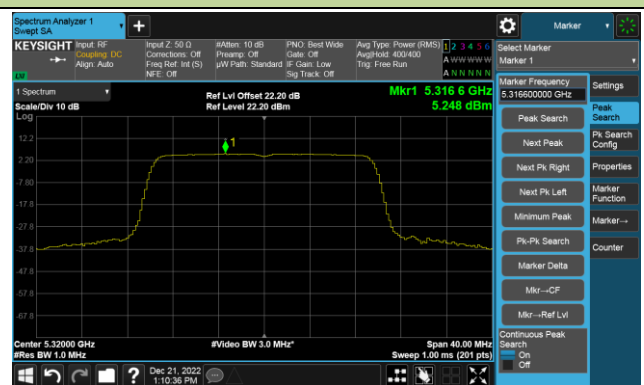 Spectrum Analyzer 1
Swept SA
+
Marker
KEYSIGHT
Input: RF
Coupling: DC
Align: Auto
Input Z: 50 Ω
Corrections: Off
Freq Ref: Int (S)
NFE: Off
#Atten: 10 dB
Preamp: Off
µW Path: Standard
PNO: Best Wide
Gate: Off
IF Gain: Low
Sig Track: Off
Avg Type: Power (RMS)
Avg|Hold: 400/400
Trig: Free Run
1 2 3 4 5 6
A W W W W W
A N N N N N
LV
Select Marker
Marker 1
1 Spectrum
Scale/Div 10 dB
Log
Ref Lvl Offset 22.20 dB
Ref Level 22.20 dBm
Mkr1 5.316 6 GHz
5.248 dBm
Marker Frequency
5.316600000 GHz
Peak Search
Next Peak
Next Pk Right
Next Pk Left
Minimum Peak
Pk-Pk Search
Marker Delta
Mkr→CF
Mkr→Ref Lvl
Continuous Peak
Search
On
Off
Settings
Peak
Search
Pk Search
Config
Properties
Marker
Function
Marker→
Counter
1
12.2
2.20
-7.80
-17.8
-27.8
-37.8
-47.8
-57.8
-67.8
Center 5.32000 GHz
#Res BW 1.0 MHz
#Video BW 3.0 MHz*
Span 40.00 MHz
Sweep 1.00 ms (201 pts)
?
Dec 21, 2022
1:10:36 PM